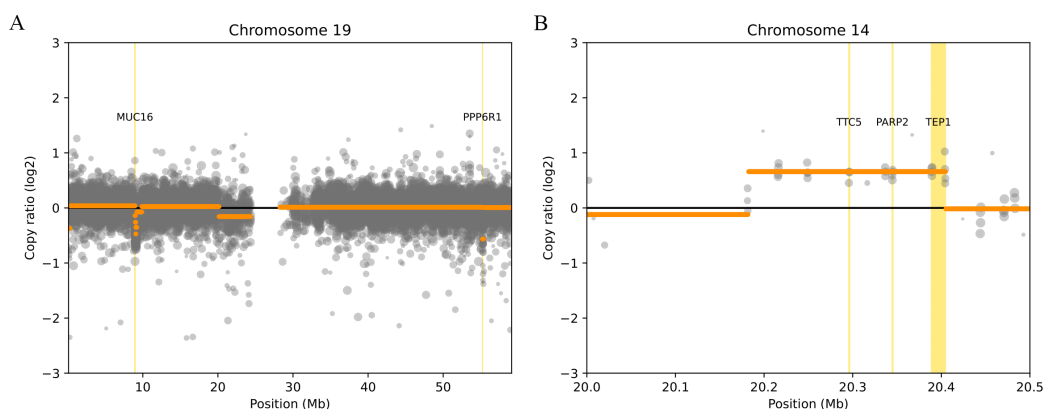 A
Chromosome 19
3
2
1
0
−1
−2
−3
MUC16
PPP6R1
10
20
30
40
50
Copy ratio (log2)
Position (Mb)
B
Chromosome 14
3
2
1
0
−1
−2
−3
TTC5
PARP2
TEP1
20.0
20.1
20.2
20.3
20.4
20.5
Copy ratio (log2)
Position (Mb)